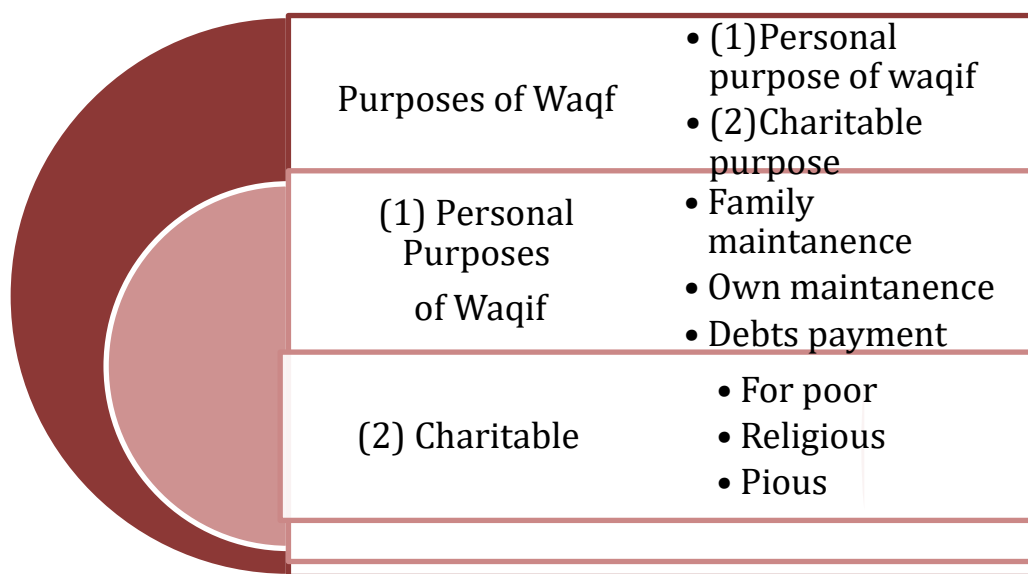 Purposes of Waqf
• (1)Personal
purpose of waqif
• (2)Charitable
purpose
(1) Personal
Purposes
of Waqif
• Family
maintanence
• Own maintanence
• Debts payment
(2) Charitable
• For poor
• Religious
• Pious